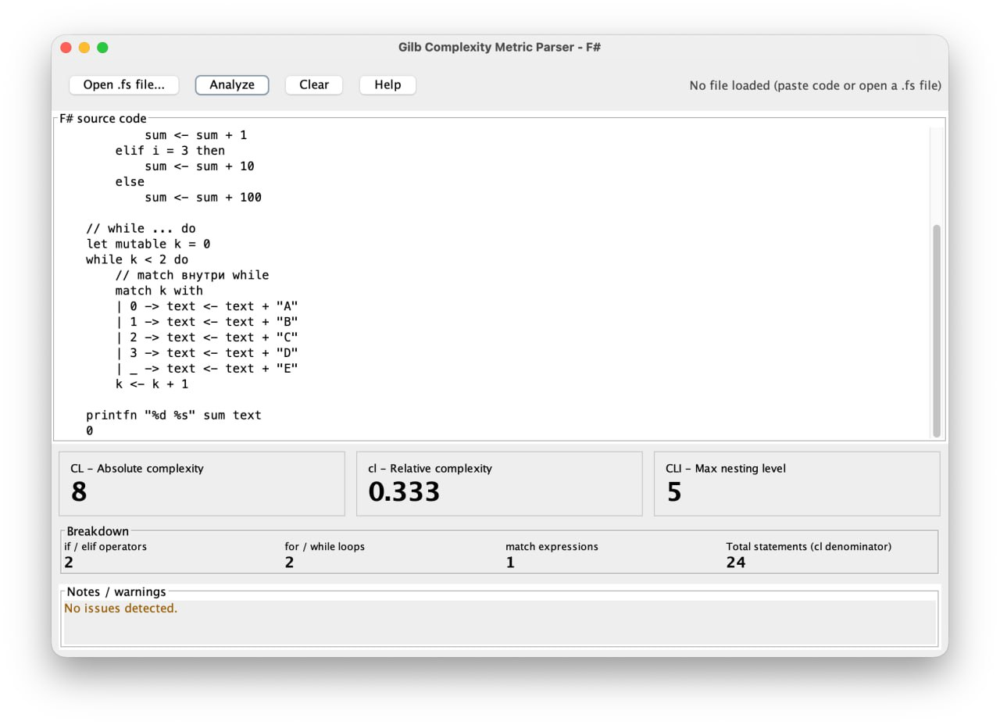 Gilb Complexity Metric Parser - F#
Open .fs file...
Analyze
Clear
Help
No file loaded (paste code or open a .fs file)
F# source code
            sum <- sum + 1
        elif i = 3 then
            sum <- sum + 10
        else
            sum <- sum + 100
    // while ... do
    let mutable k = 0
    while k < 2 do
        // match внутри while
        match k with
        | 0 -> text <- text + "A"
        | 1 -> text <- text + "B"
        | 2 -> text <- text + "C"
        | 3 -> text <- text + "D"
        | _ -> text <- text + "E"
        k <- k + 1
    printfn "%d %s" sum text
    0
CL - Absolute complexity
8
cl - Relative complexity
0.333
CLI - Max nesting level
5
Breakdown
if / elif operators
2
for / while loops
2
match expressions
1
Total statements (cl denominator)
24
Notes / warnings
No issues detected.